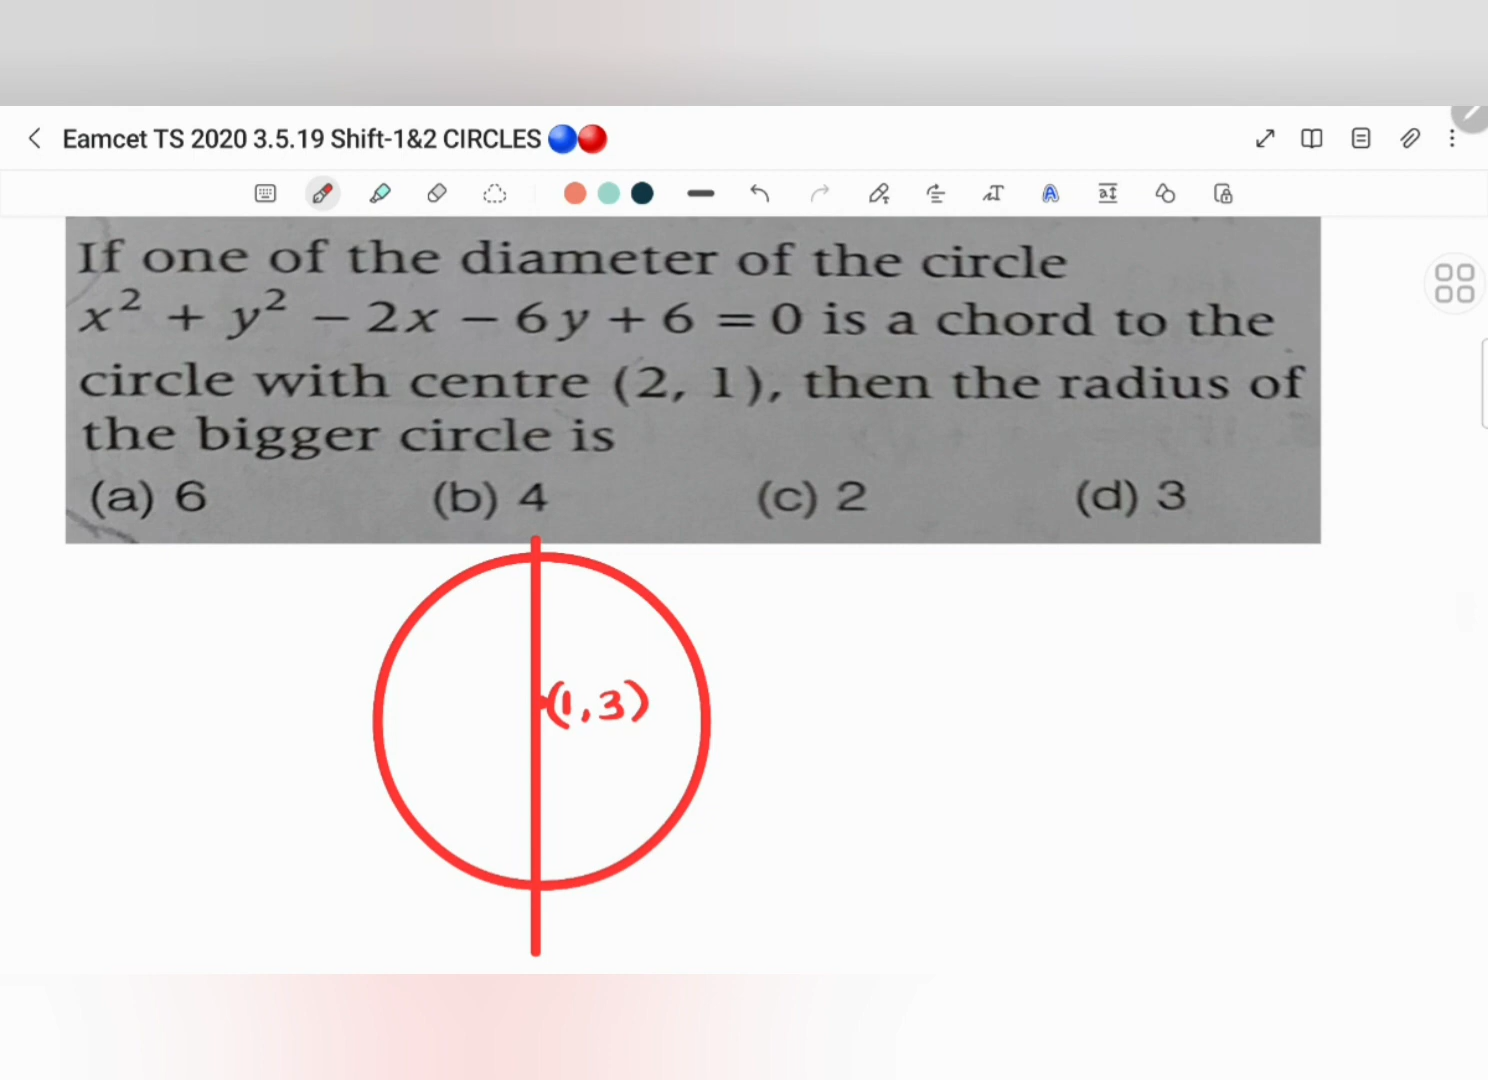 Eamcet TS 2020 3.5.19 Shift-1&2 CIRCLES 🔵🔴
If one of the diameter of the circle
x² + y² − 2x − 6y + 6 = 0 is a chord to the
circle with centre (2, 1), then the radius of
the bigger circle is
(a) 6 (b) 4 (c) 2 (d) 3
(1,3)